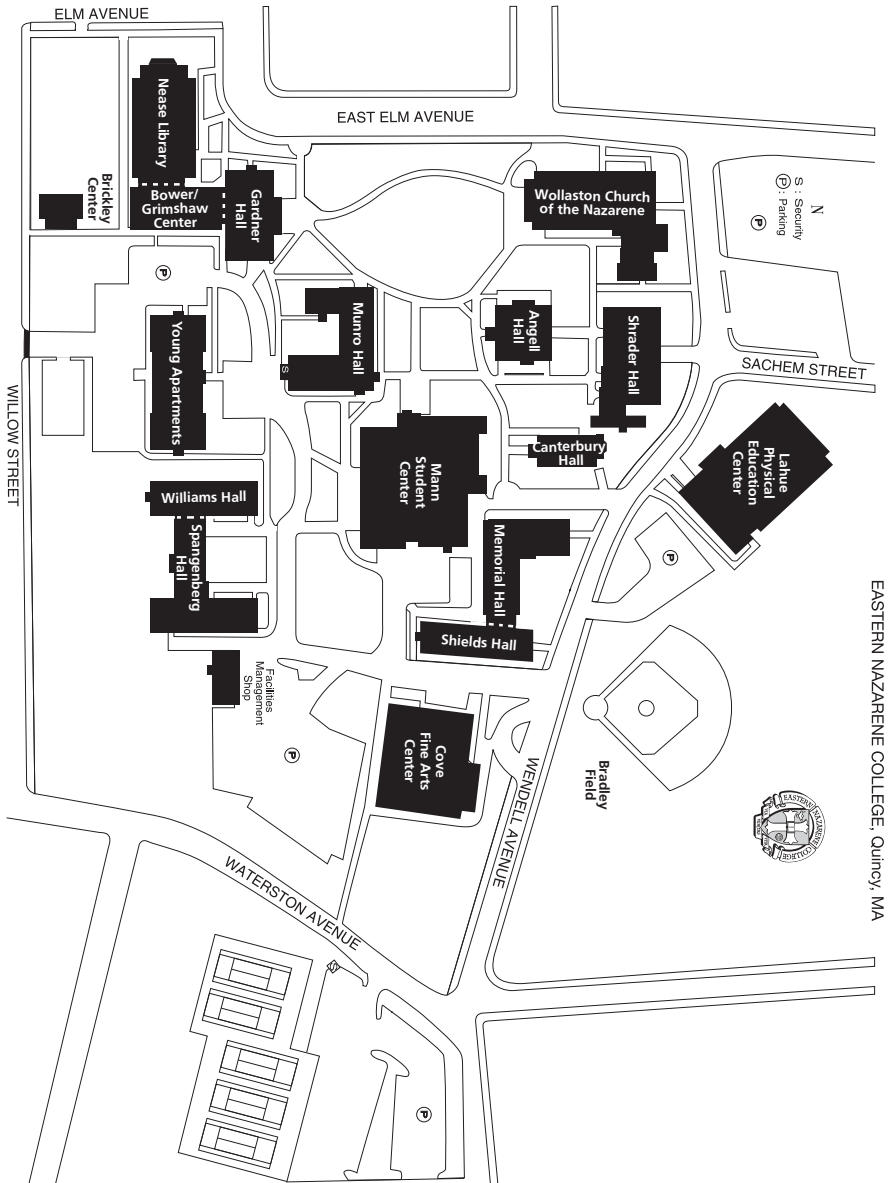 ELM AVENUE
EAST ELM AVENUE
Nease Library
Bower/
Grimshaw
Center
Gardner
Hall
Brickley
Center
Wollaston Church
of the Nazarene
N
S : Security
P : Parking
P
P
Young Apartments
Munro Hall
S
Angell
Hall
Shrader Hall
SACHEM STREET
WILLOW STREET
Mann
Student
Center
Canterbury
Hall
Lahue
Physical
Education
Center
Williams Hall
Spangenberg
Hall
Memorial Hall
Shields Hall
P
EASTERN NAZARENE COLLEGE, Quincy, MA
Facilities
Management
Shop
P
Cove
Fine Arts
Center
WENDELL AVENUE
Bradley
Field
EASTERN NAZARENE COLLEGE
WATERSTON AVENUE
P